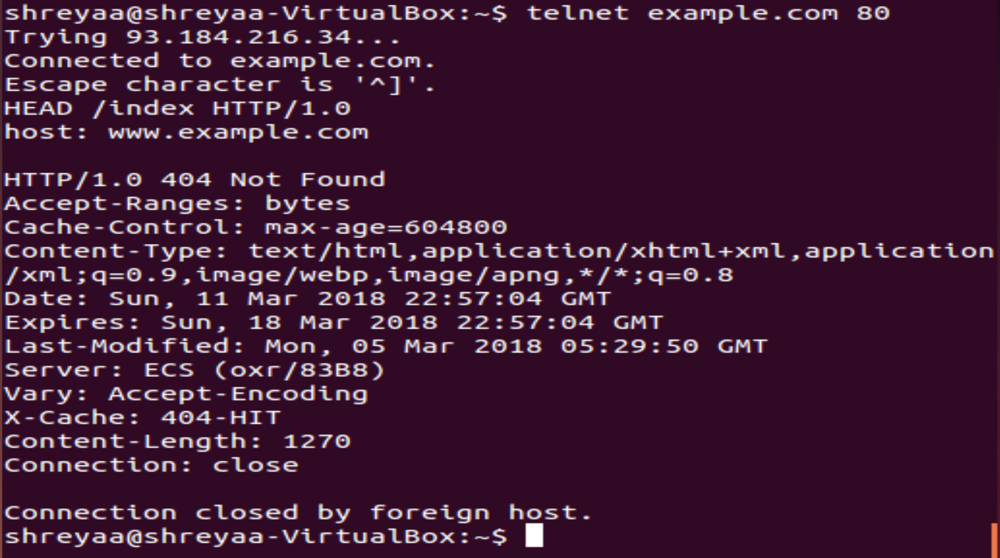 shreyaa@shreyaa-VirtualBox:~$ telnet example.com 80
Trying 93.184.216.34...
Connected to example.com.
Escape character is '^]'.
HEAD /index HTTP/1.0
host: www.example.com

HTTP/1.0 404 Not Found
Accept-Ranges: bytes
Cache-Control: max-age=604800
Content-Type: text/html,application/xhtml+xml,application
/xml;q=0.9,image/webp,image/apng,*/*;q=0.8
Date: Sun, 11 Mar 2018 22:57:04 GMT
Expires: Sun, 18 Mar 2018 22:57:04 GMT
Last-Modified: Mon, 05 Mar 2018 05:29:50 GMT
Server: ECS (oxr/83B8)
Vary: Accept-Encoding
X-Cache: 404-HIT
Content-Length: 1270
Connection: close

Connection closed by foreign host.
shreyaa@shreyaa-VirtualBox:~$